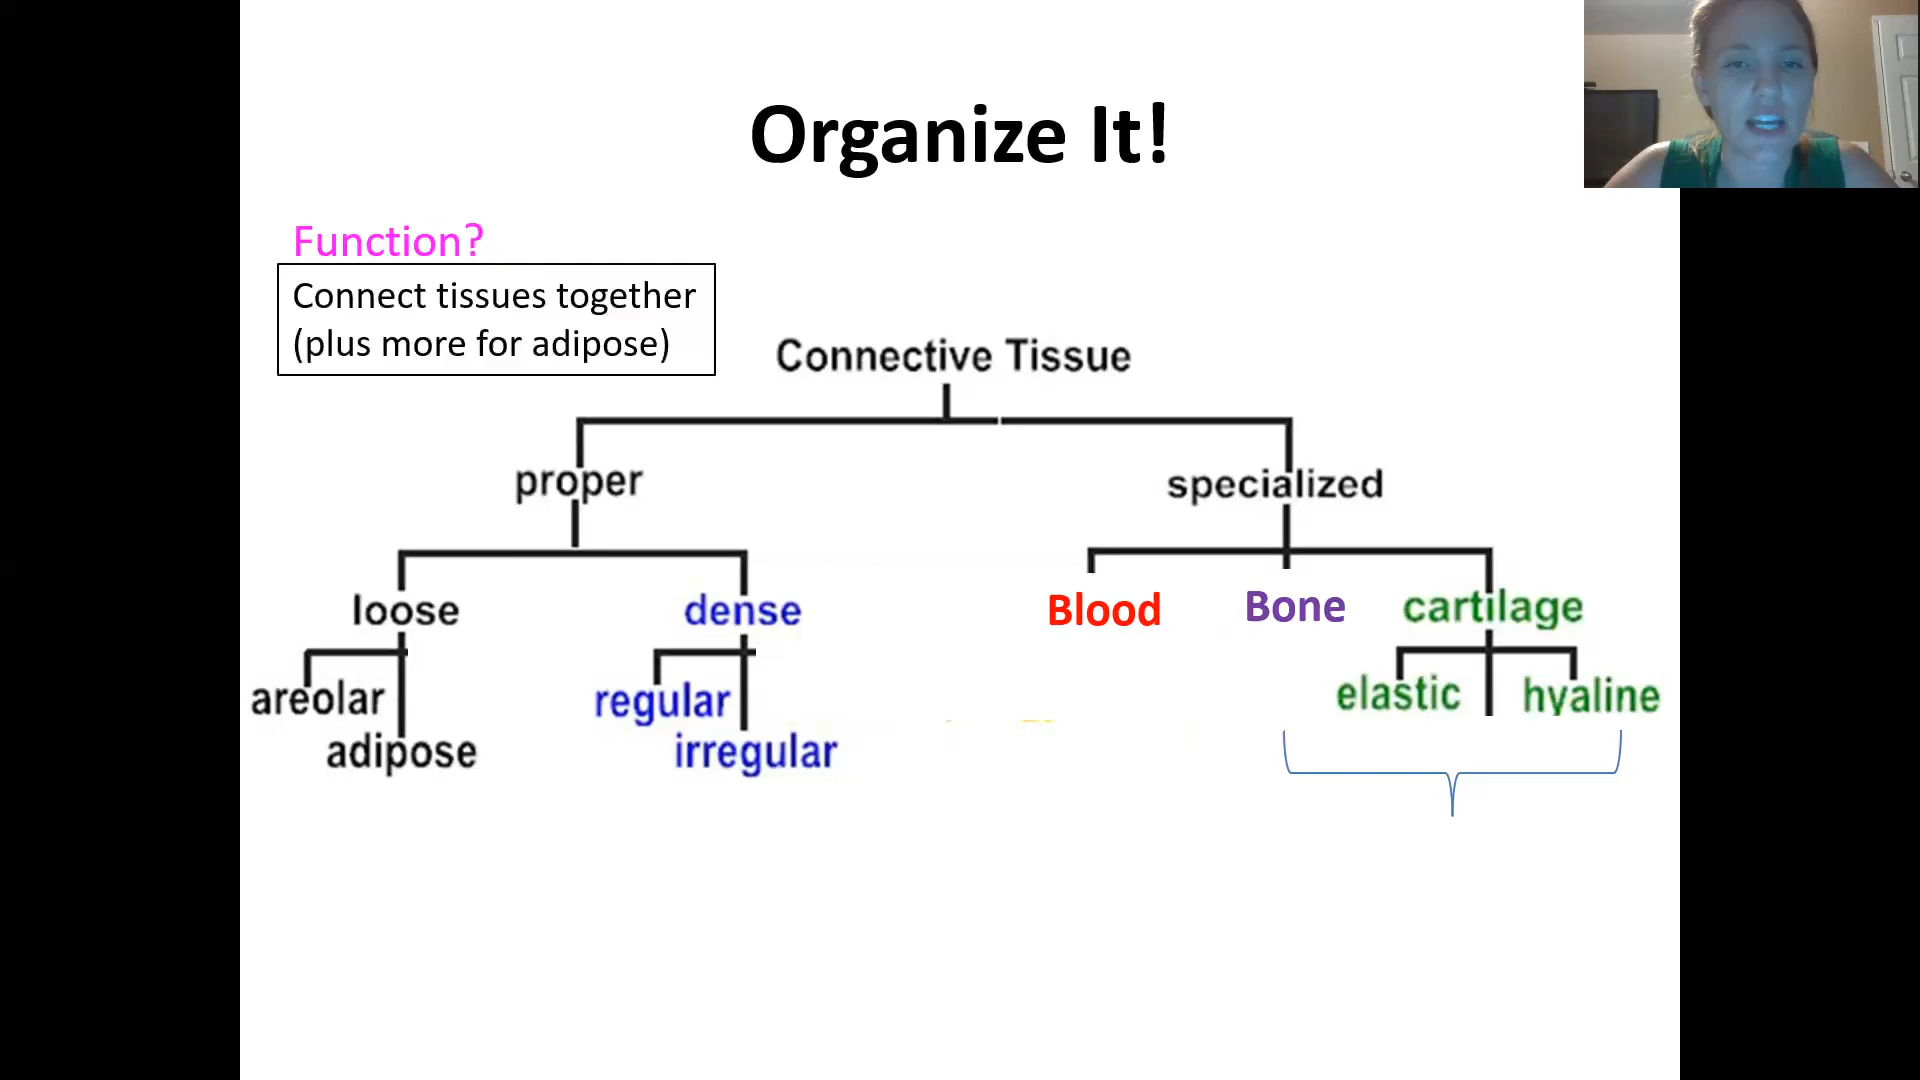 Organize It!
Function?
Connect tissues together
(plus more for adipose)
Connective Tissue
proper
specialized
loose
dense
Blood
Bone
cartilage
areolar
regular
elastic
hyaline
adipose
irregular